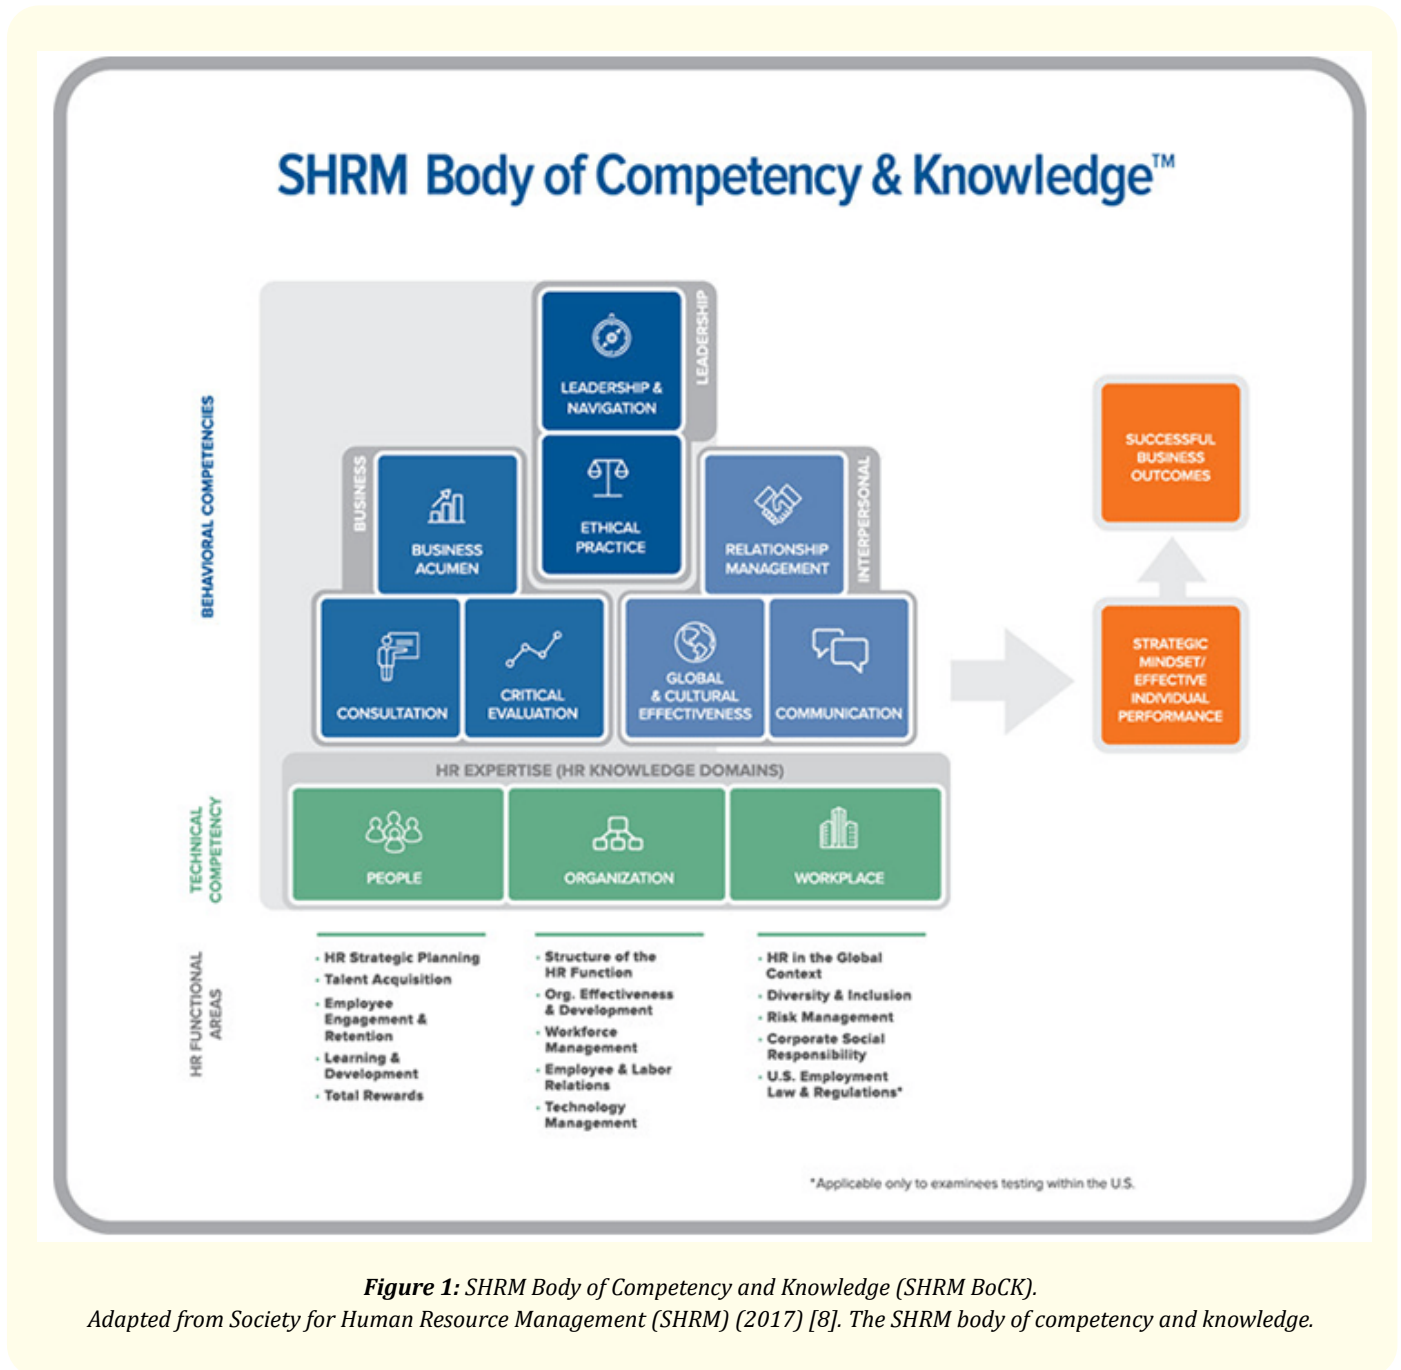 SHRM Body of Competency & Knowledge™
LEADERSHIP
LEADERSHIP &
NAVIGATION
ETHICAL
PRACTICE
BEHAVIORAL COMPETENCIES
BUSINESS
BUSINESS
ACUMEN
CONSULTATION
CRITICAL
EVALUATION
INTERPERSONAL
RELATIONSHIP
MANAGEMENT
GLOBAL
& CULTURAL
EFFECTIVENESS
COMMUNICATION
SUCCESSFUL
BUSINESS
OUTCOMES
STRATEGIC
MINDSET/
EFFECTIVE
INDIVIDUAL
PERFORMANCE
TECHNICAL
COMPETENCY
HR EXPERTISE (HR KNOWLEDGE DOMAINS)
PEOPLE
ORGANIZATION
WORKPLACE
HR FUNCTIONAL
AREAS
· HR Strategic Planning
· Talent Acquisition
· Employee
Engagement &
Retention
· Learning &
Development
· Total Rewards
· Structure of the
HR Function
· Org. Effectiveness
& Development
· Workforce
Management
· Employee & Labor
Relations
· Technology
Management
· HR in the Global
Context
· Diversity & Inclusion
· Risk Management
· Corporate Social
Responsibility
· U.S. Employment
Law & Regulations*
*Applicable only to examinees testing within the U.S.
Figure 1: SHRM Body of Competency and Knowledge (SHRM BoCK).
Adapted from Society for Human Resource Management (SHRM) (2017) [8]. The SHRM body of competency and knowledge.